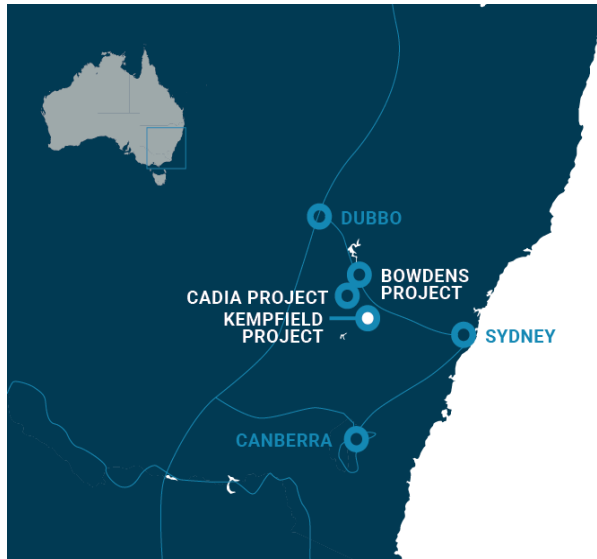 DUBBO
BOWDENS
PROJECT
CADIA PROJECT
KEMPFIELD
PROJECT
SYDNEY
CANBERRA